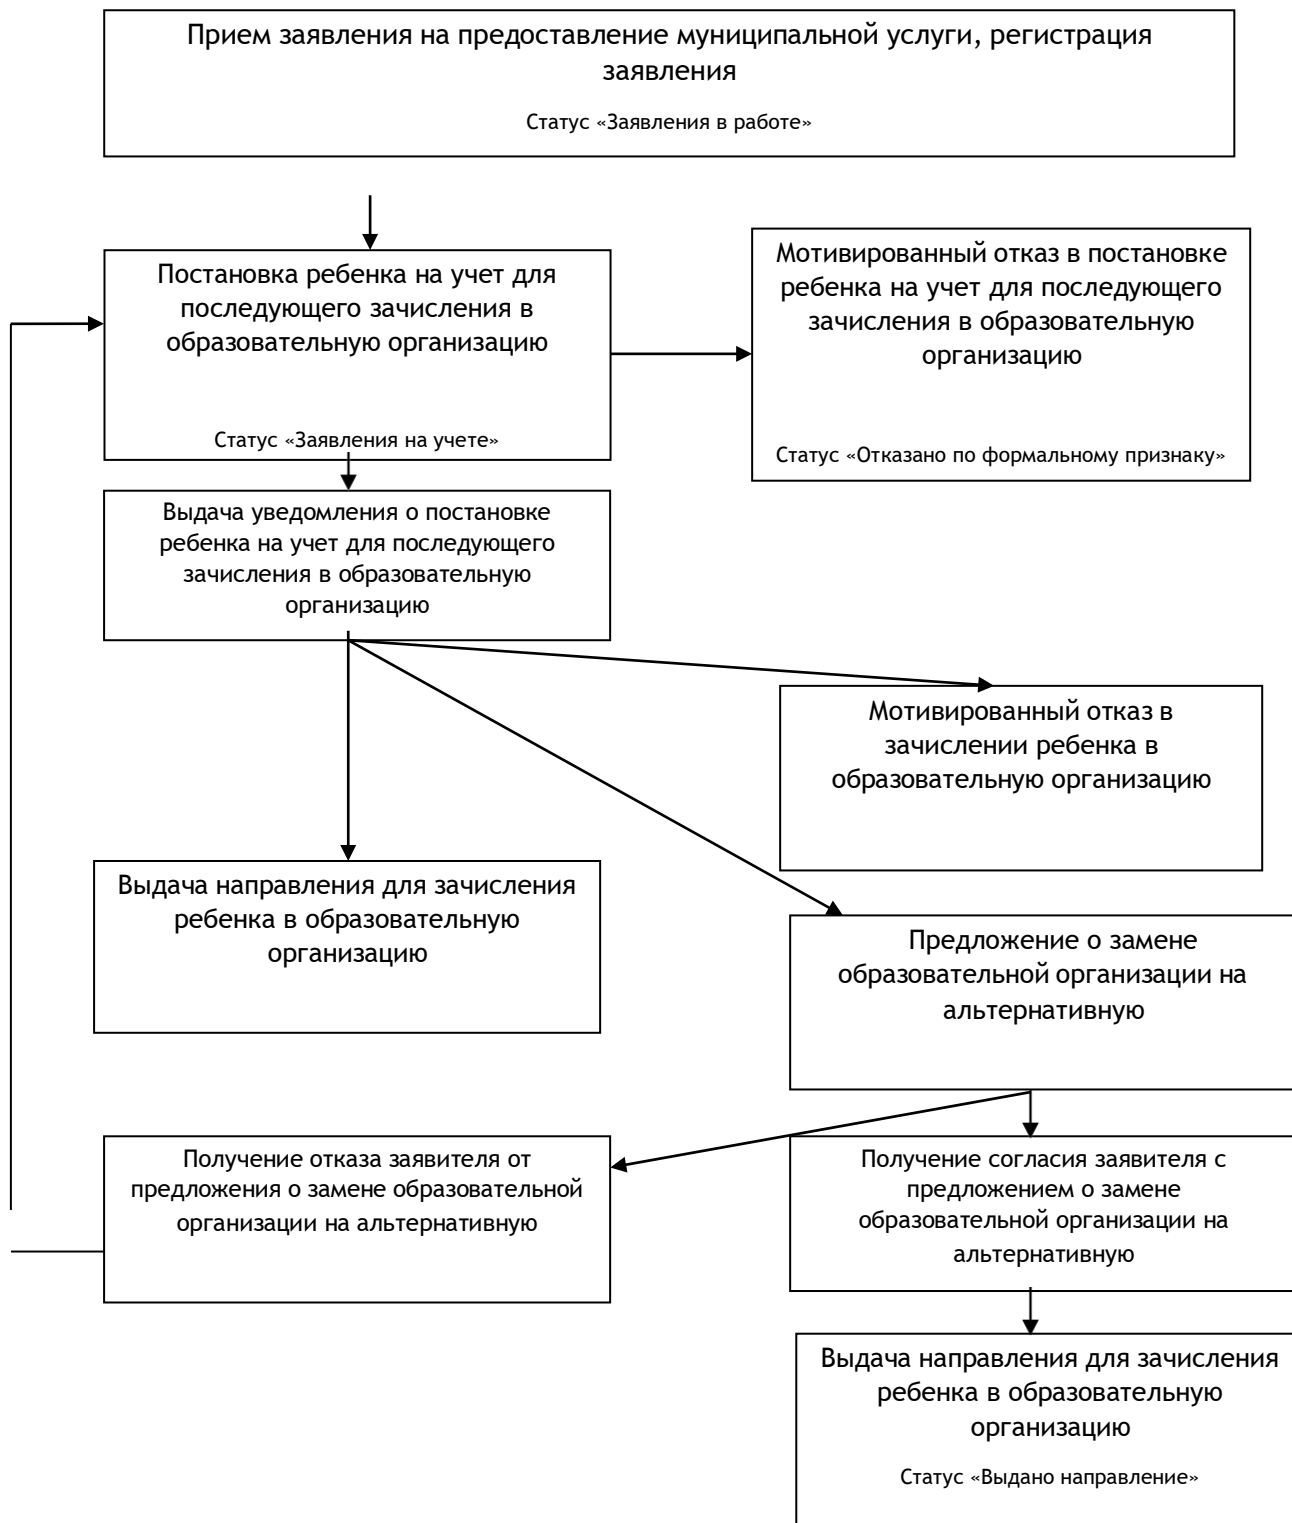 Прием заявления на предоставление муниципальной услуги, регистрация
заявления
Статус «Заявления в работе»
Постановка ребенка на учет для
последующего зачисления в
образовательную организацию
Статус «Заявления на учете»
Мотивированный отказ в постановке
ребенка на учет для последующего
зачисления в образовательную
организацию
Статус «Отказано по формальному признаку»
Выдача уведомления о постановке
ребенка на учет для последующего
зачисления в образовательную
организацию
Мотивированный отказ в
зачислении ребенка в
образовательную организацию
Выдача направления для зачисления
ребенка в образовательную
организацию
Предложение о замене
образовательной организации на
альтернативную
Получение отказа заявителя от
предложения о замене образовательной
организации на альтернативную
Получение согласия заявителя с
предложением о замене
образовательной организации на
альтернативную
Выдача направления для зачисления
ребенка в образовательную
организацию
Статус «Выдано направление»